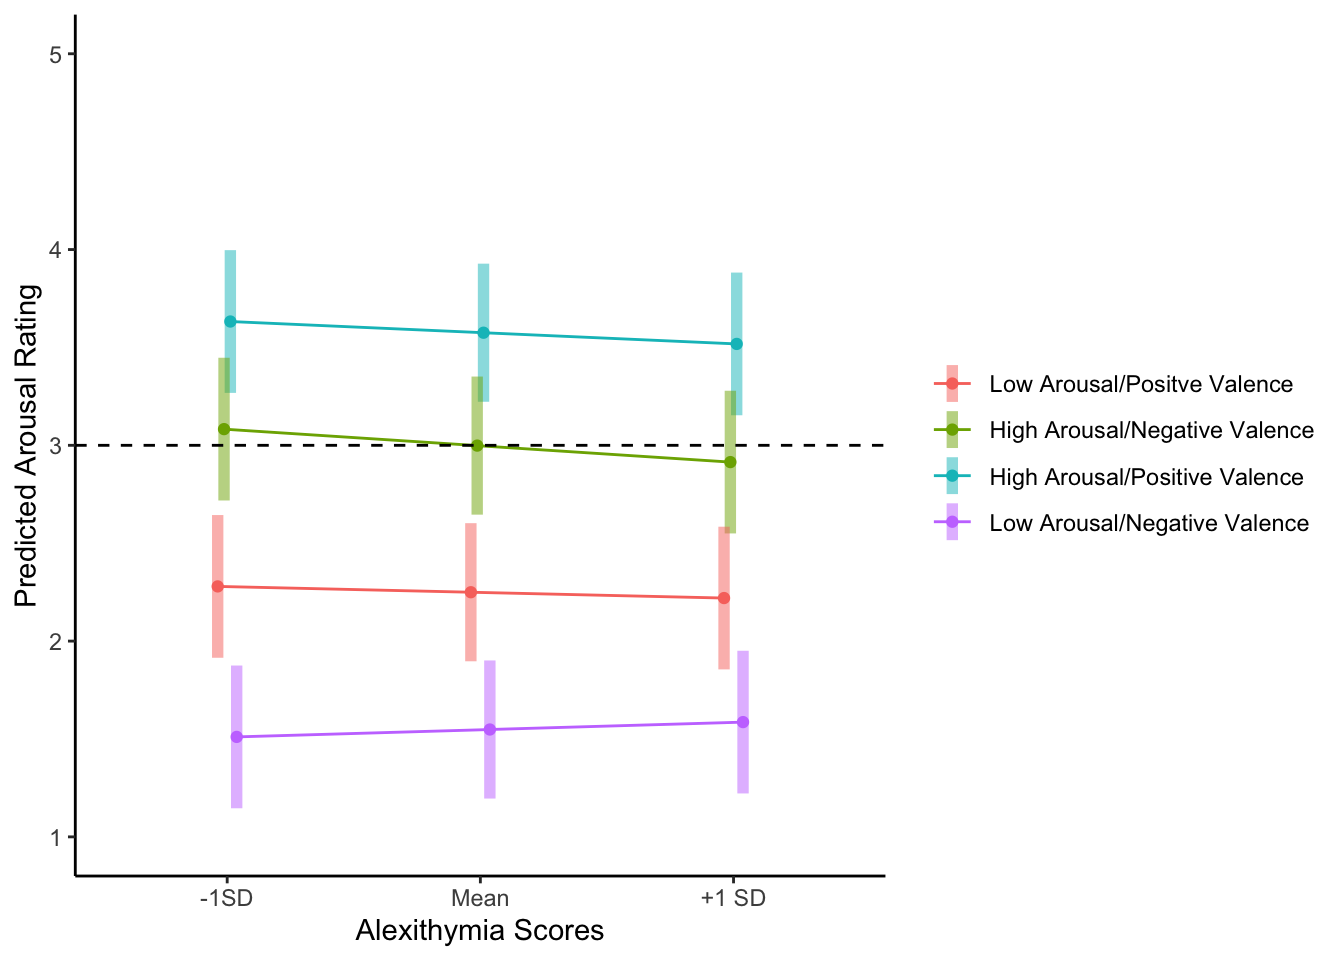 5
4
3
2
1
Predicted Arousal Rating
-1SD
Mean
+1 SD
Alexithymia Scores
Low Arousal/Positve Valence
High Arousal/Negative Valence
High Arousal/Positive Valence
Low Arousal/Negative Valence